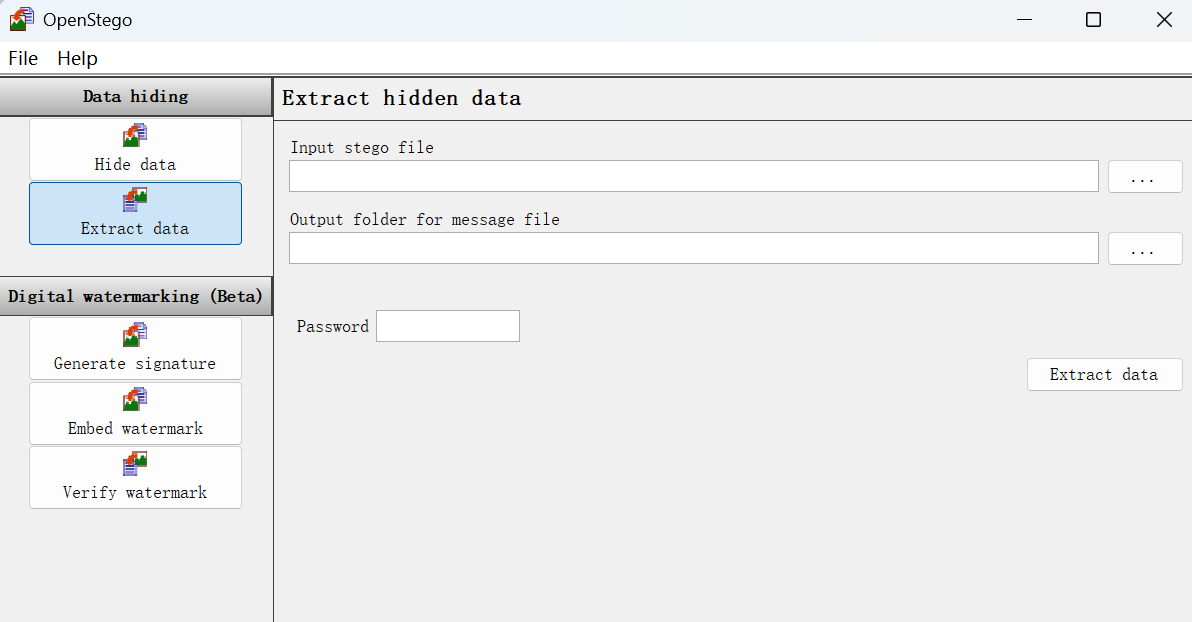 OpenStego
File Help
Data hiding
Hide data
Extract data
Digital watermarking (Beta)
Generate signature
Embed watermark
Verify watermark
Extract hidden data
Input stego file
...
Output folder for message file
...
Password
Extract data